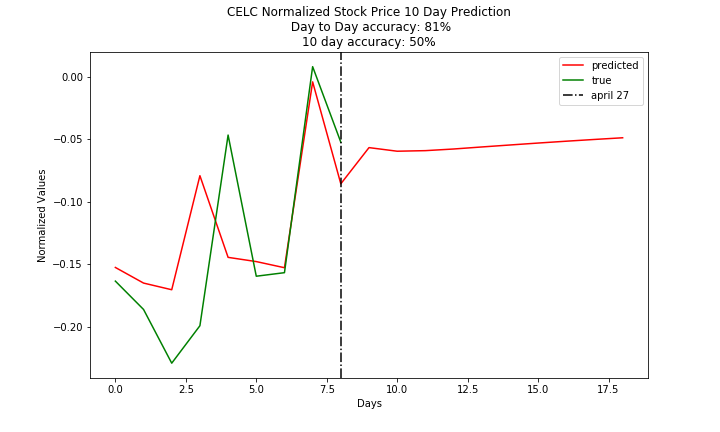 CELC Normalized Stock Price 10 Day Prediction
Day to Day accuracy: 81%
10 day accuracy: 50%
predicted
true
april 27
0.00
−0.05
−0.10
−0.15
−0.20
Normalized Values
0.0 2.5 5.0 7.5 10.0 12.5 15.0 17.5
Days